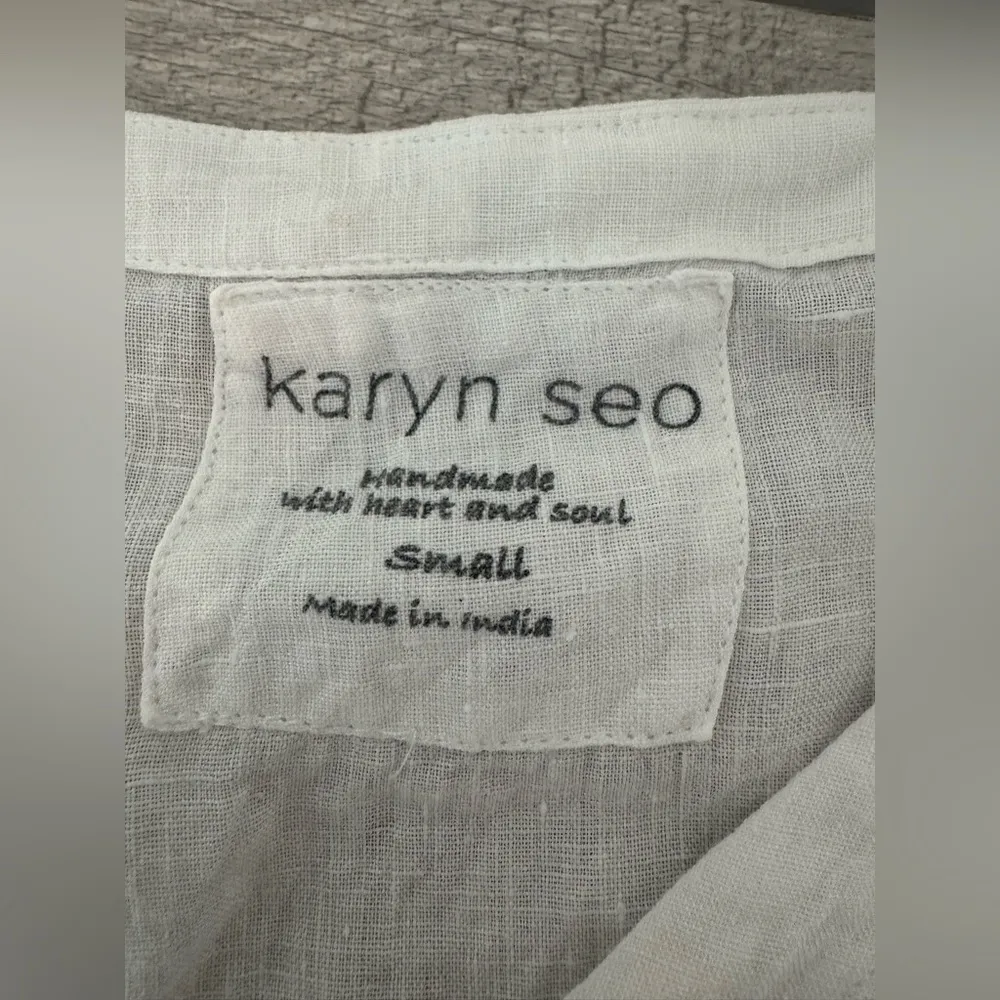 karyn seo
Handmade
with heart and soul
Small
Made in India